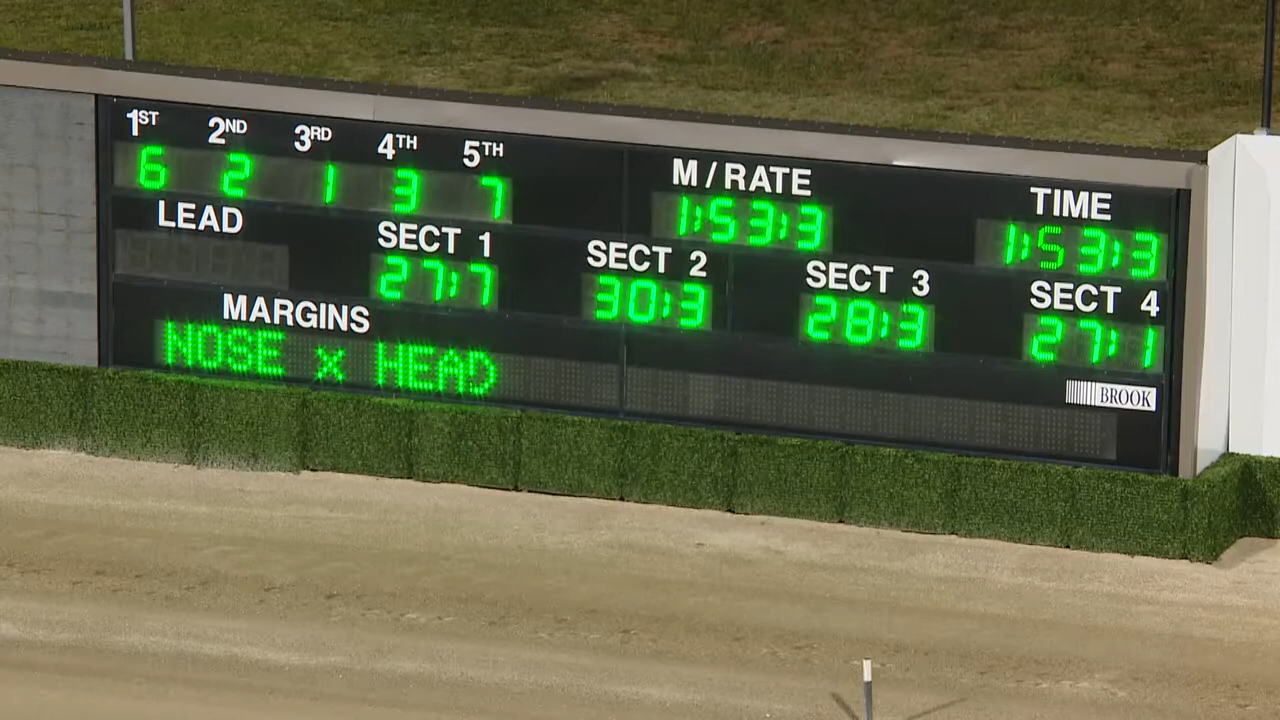 1ST 2ND 3RD 4TH 5TH
6 2 1 3 7
M/RATE
1:53:3
TIME
1:53:3
LEAD
SECT 1
27:7
SECT 2
30:3
SECT 3
28:3
SECT 4
27:1
MARGINS
NOSE x HEAD
BROOK